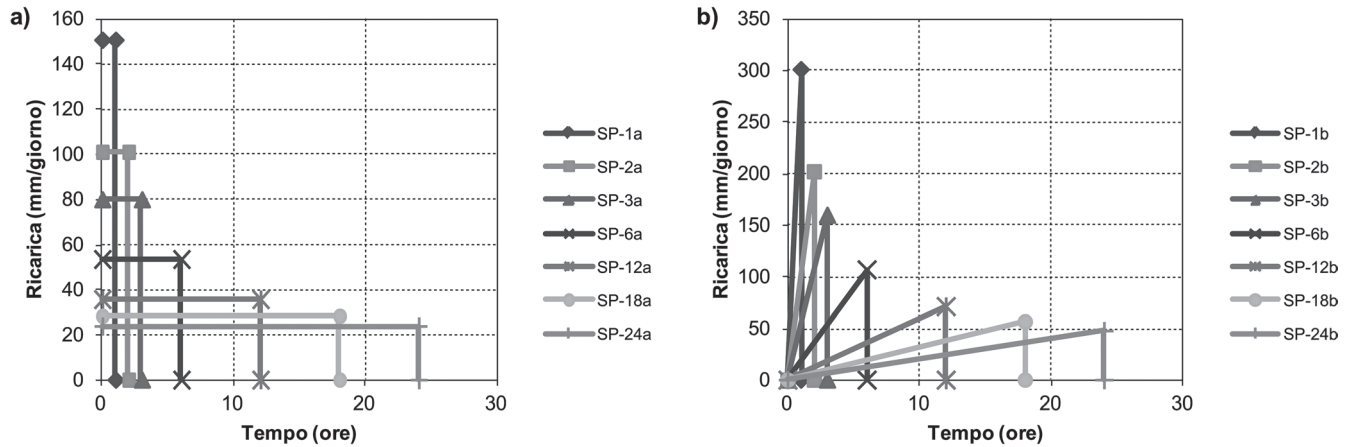 a)
Ricarica (mm/giorno)
160
140
120
100
80
60
40
20
0
0 10 20 30
Tempo (ore)
SP-1a
SP-2a
SP-3a
SP-6a
SP-12a
SP-18a
SP-24a
b)
Ricarica (mm/giorno)
350
300
250
200
150
100
50
0
0 10 20 30
Tempo (ore)
SP-1b
SP-2b
SP-3b
SP-6b
SP-12b
SP-18b
SP-24b